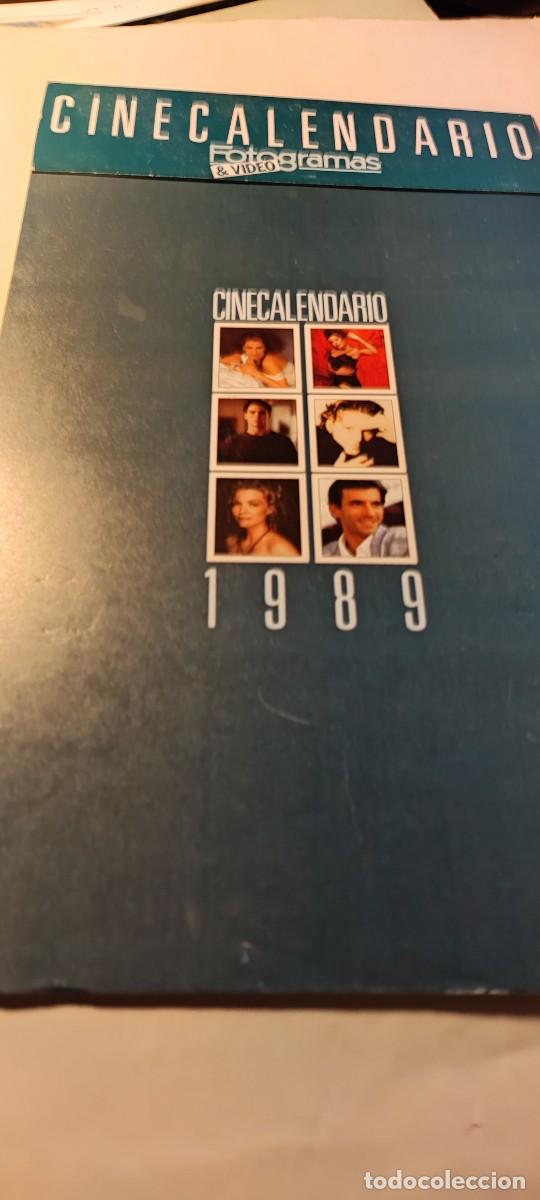 CINECALENDARIO
Fotogramas
& VIDEO
CINECALENDARIO
1989
todocoleccion